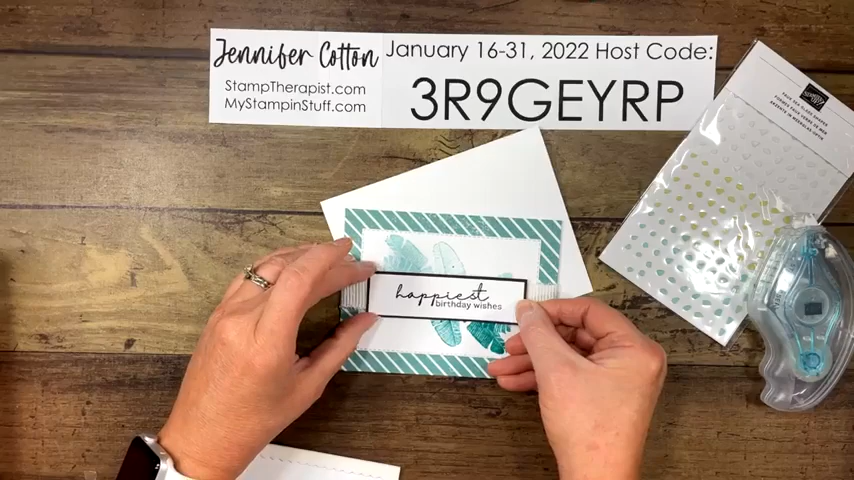 Jennifer Cotton
StampTherapist.com
MyStampinStuff.com
January 16-31, 2022 Host Code:
3R9GEYRP
happiest
birthday wishes